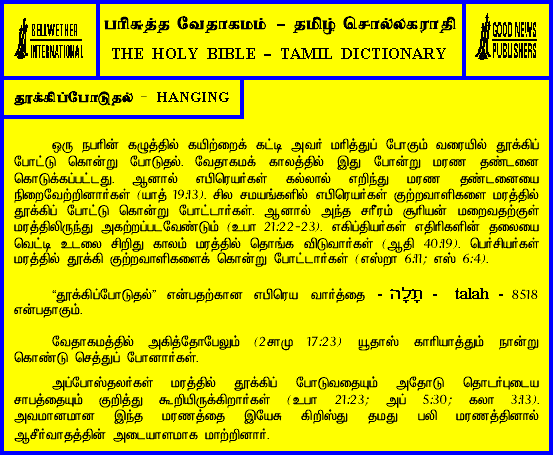 BELLWETHER
INTERNATIONAL
பரிசுத்த வேதாகமம் – தமிழ் சொல்லகராதி
THE HOLY BIBLE – TAMIL DICTIONARY
GOOD NEWS
PUBLISHERS
தூக்கிப்போடுதல் – HANGING
ஒரு நபரின் கழுத்தில் கயிற்றைக் கட்டி அவர் மரித்துப் போகும் வரையில் தூக்கிப்
போட்டு கொன்று போடுதல். வேதாகமக் காலத்தில் இது போன்று மரண தண்டனை
கொடுக்கப்பட்டது. ஆனால் எபிரெயர்கள் கல்லால் எறிந்து மரண தண்டனையை
நிறைவேற்றினார்கள் (யாத் 19:13). சில சமயங்களில் எபிரெயர்கள் குற்றவாளிகளை மரத்தில்
தூக்கிப் போட்டு கொன்று போட்டார்கள். ஆனால் அந்த சரீரம் சூரியன் மறைவதற்குள்
மரத்திலிருந்து அகற்றப்படவேண்டும் (உபா 21:22-23). எகிப்தியர்கள் எதிரிகளின் தலையை
வெட்டி உடலை சிறிது காலம் மரத்தில் தொங்க விடுவார்கள் (ஆதி 40:19). பெர்சியர்கள்
மரத்தில் தூக்கி குற்றவாளிகளைக் கொன்று போட்டார்கள் (எஸ்றா 6:11; எஸ் 6:4).
“தூக்கிப்போடுதல்” என்பதற்கான எபிரெய வார்த்தை - תָּלָה - talah - 8518
என்பதாகும்.
வேதாகமத்தில் அகித்தோபேலும் (2சாமு 17:23) யூதாஸ் காரியாத்தும் நான்று
கொண்டு செத்துப் போனார்கள்.
அப்போஸ்தலர்கள் மரத்தில் தூக்கிப் போடுவதையும் அதோடு தொடர்புடைய
சாபத்தையும் குறித்து கூறியிருக்கிறார்கள் (உபா 21:23; அப் 5:30; கலா 3:13).
அவமானமான இந்த மரணத்தை இயேசு கிறிஸ்து தமது பலி மரணத்தினால்
ஆசீர்வாதத்தின் அடையாளமாக மாற்றினார்.